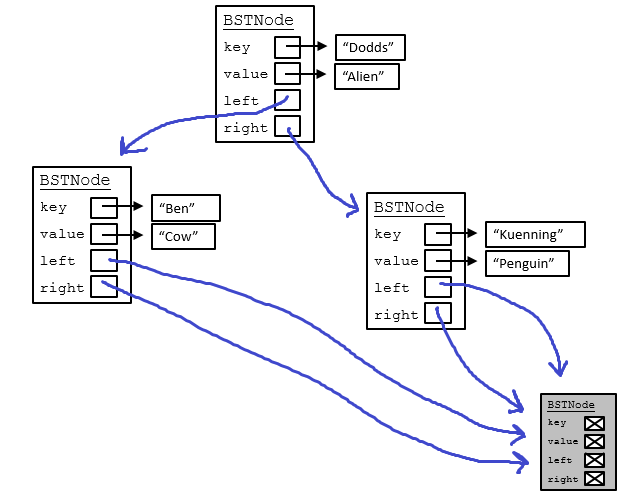 BSTNode
key
“Dodds”
value
“Alien”
left
right
BSTNode
key
“Ben”
value
“Cow”
left
right
BSTNode
key
“Kuenning”
value
“Penguin”
left
right
BSTNode
key
value
left
right